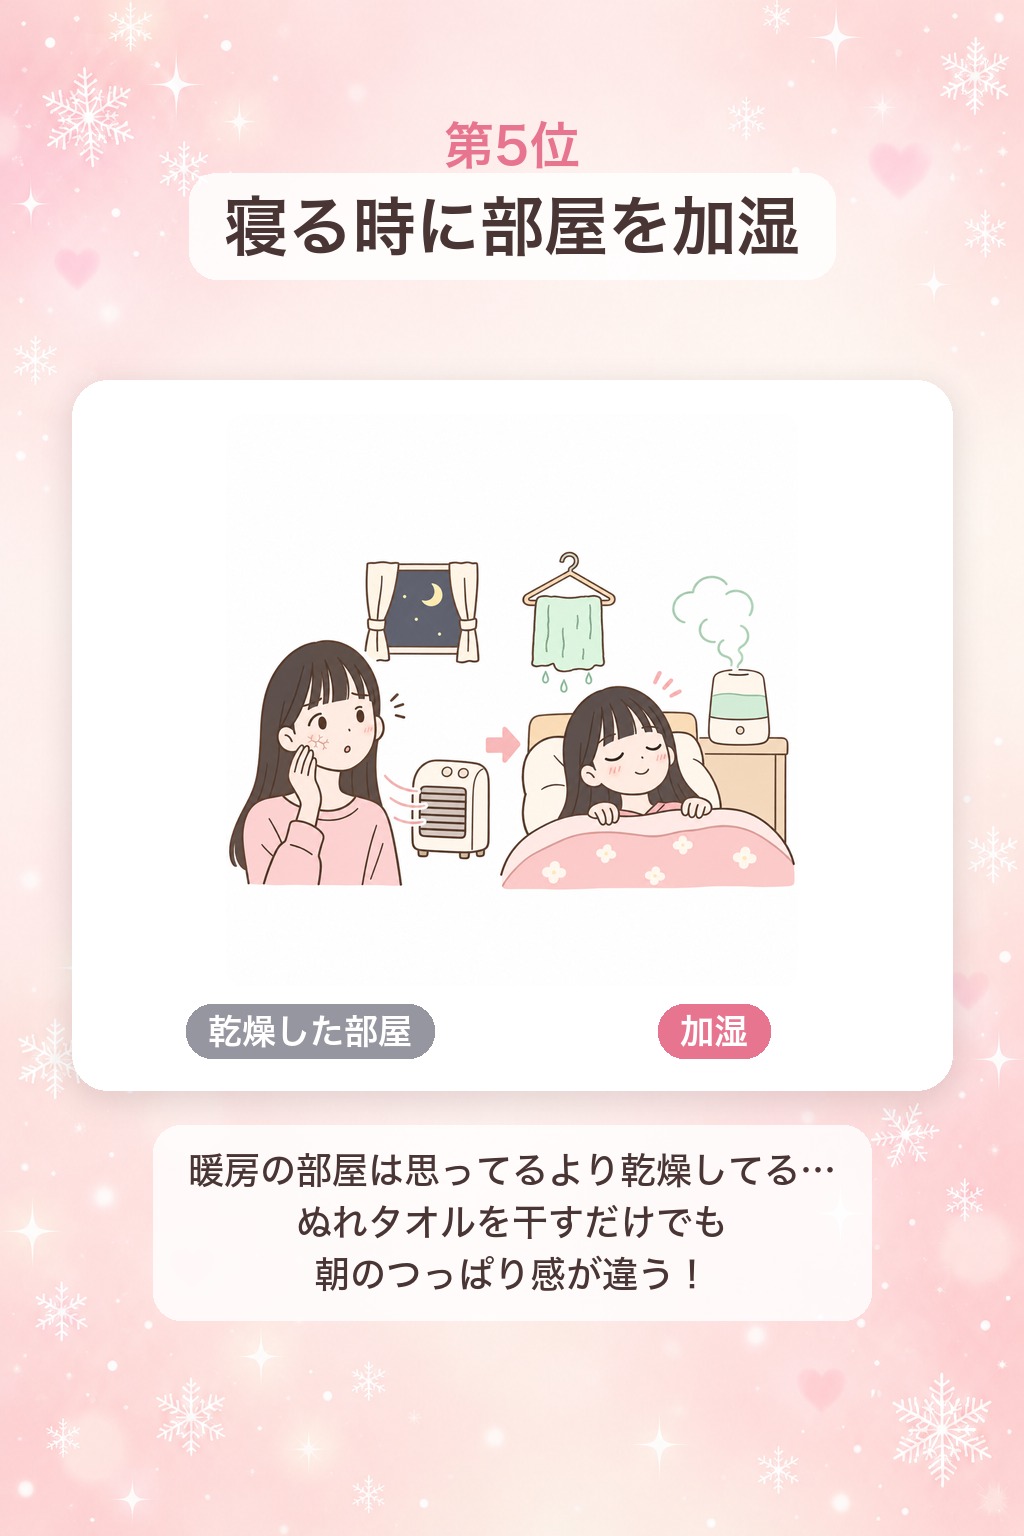 第5位
寝る時に部屋を加湿
乾燥した部屋
加湿
暖房の部屋は思ってるより乾燥してる…
ぬれタオルを干すだけでも
朝のつっぱり感が違う！